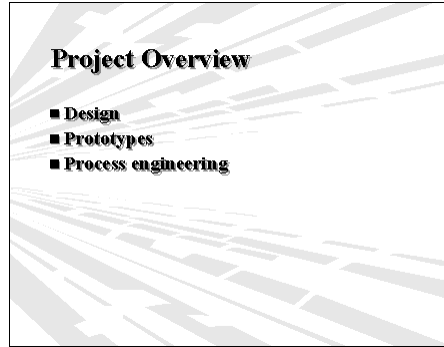 Project Overview
■ Design
■ Prototypes
■ Process engineering